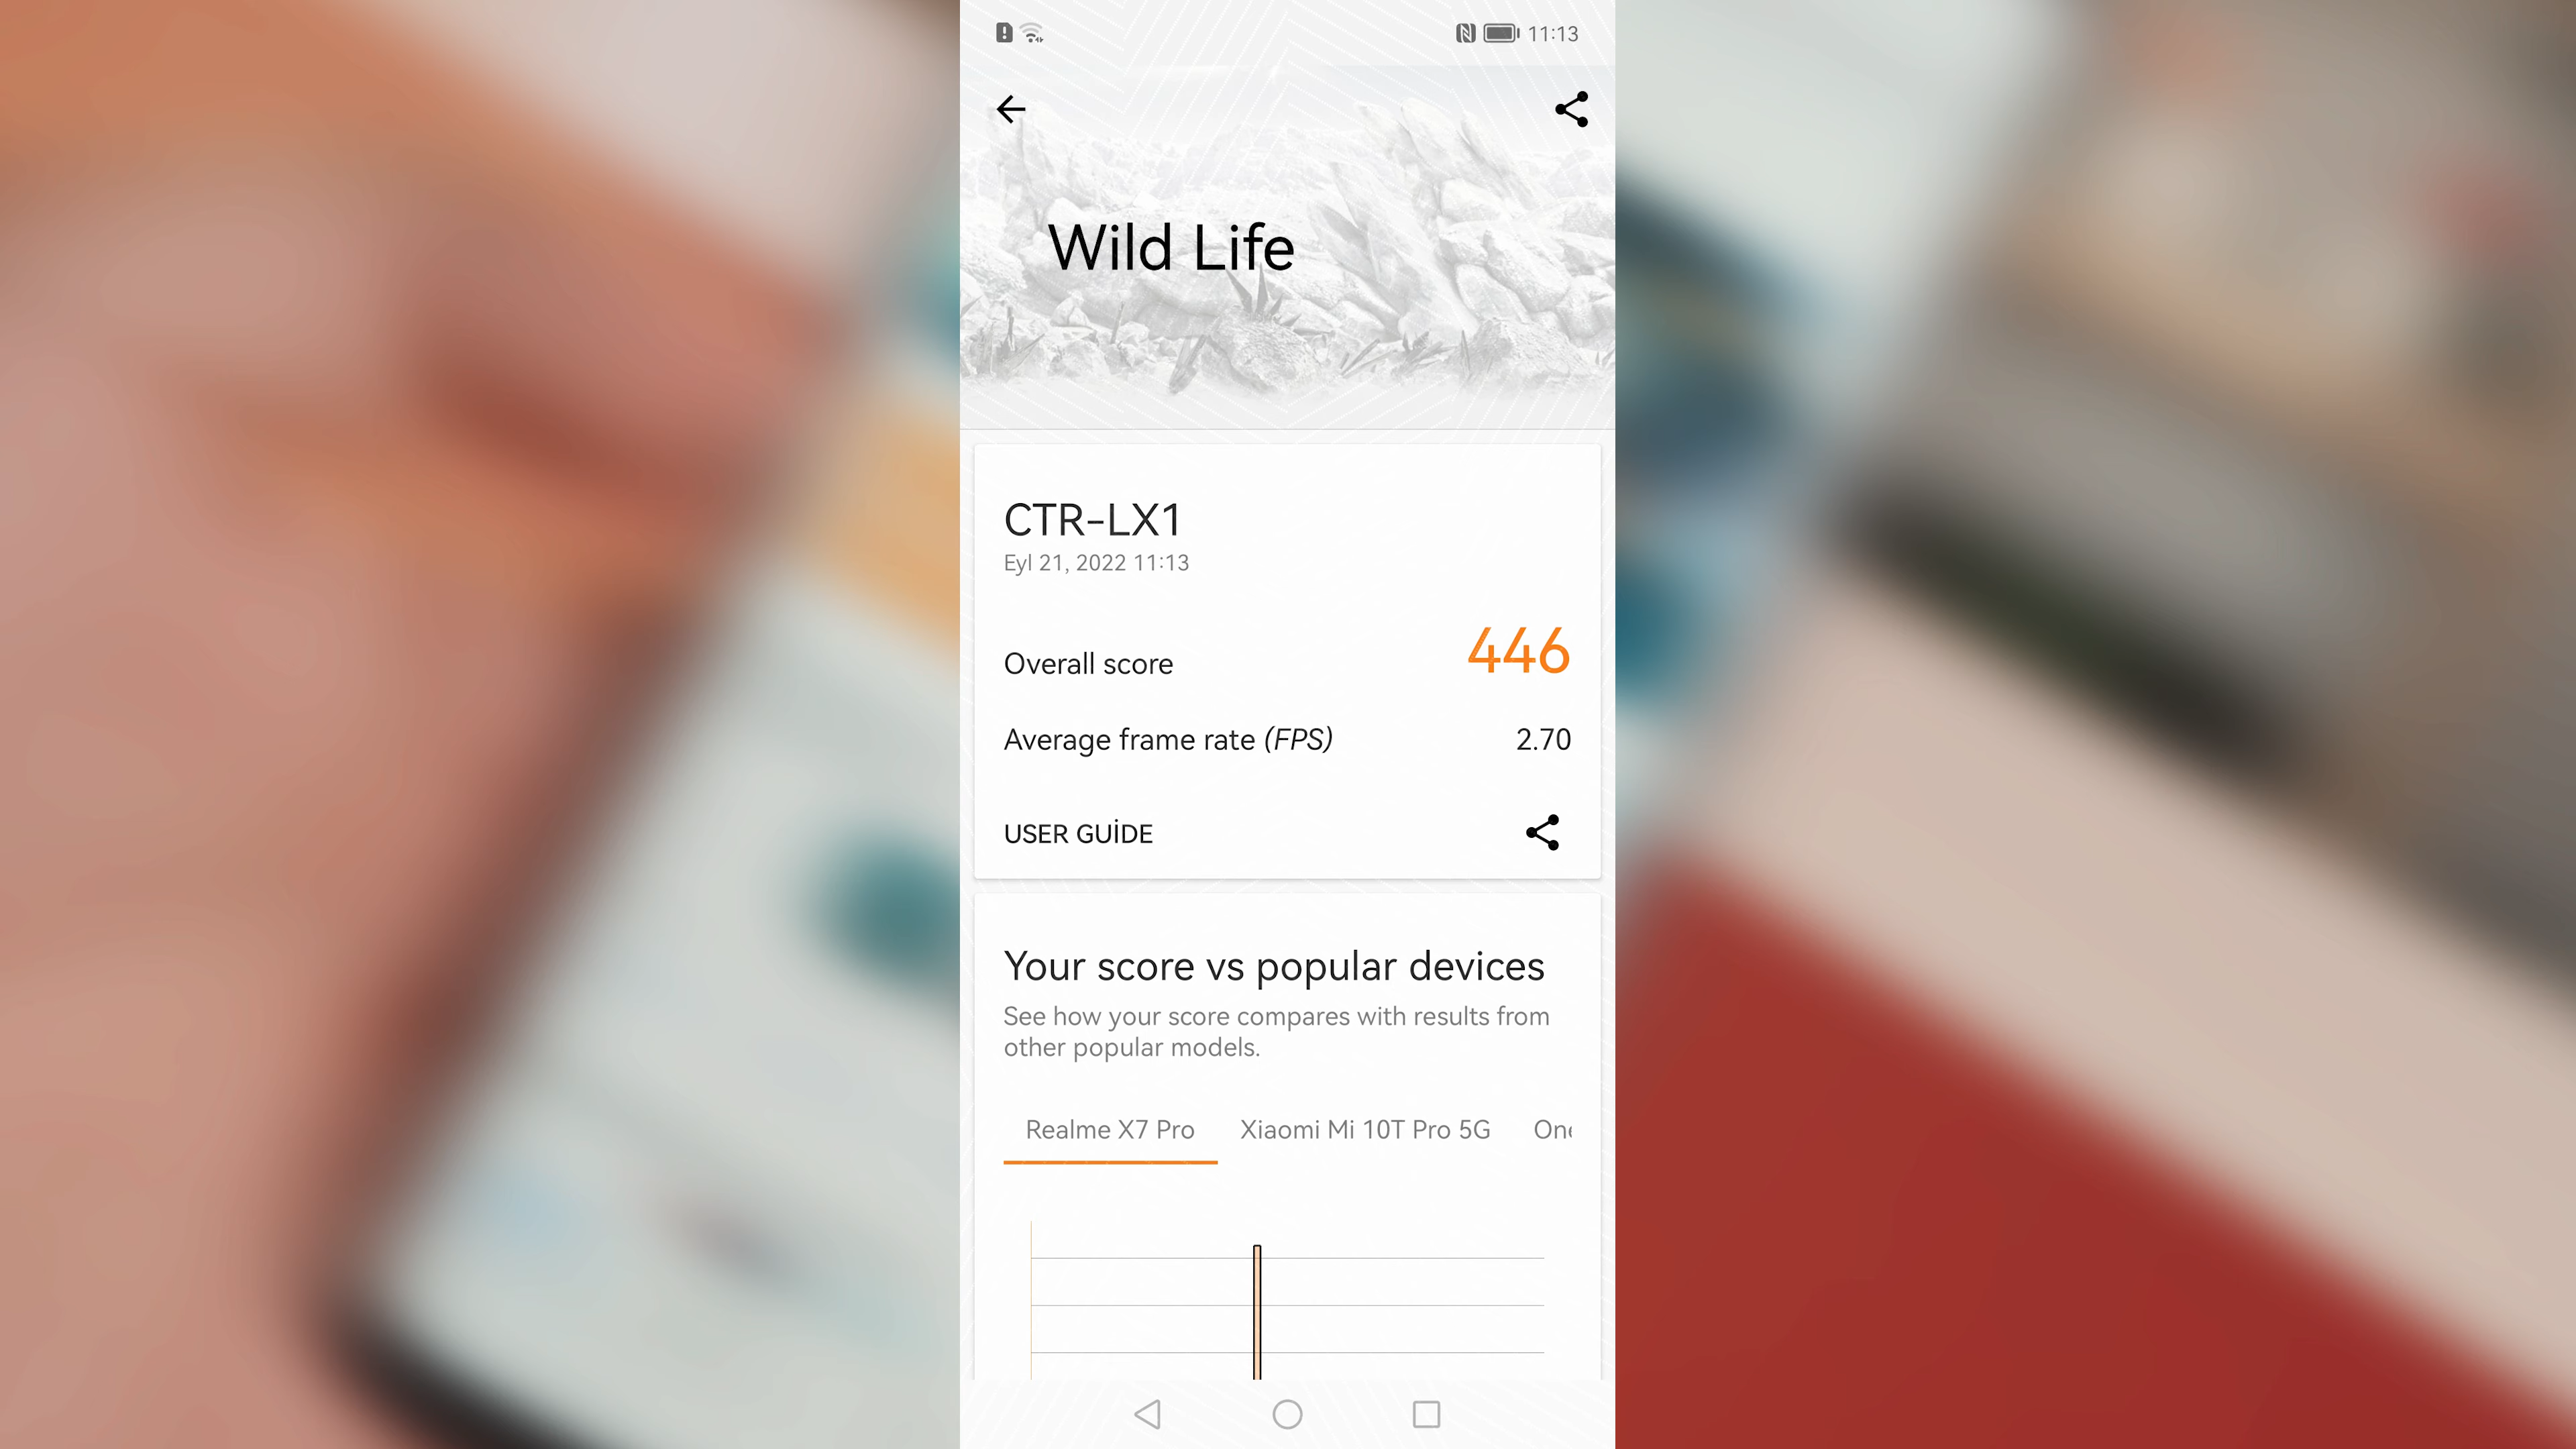 11:13
Wild Life
CTR-LX1
Eyl 21, 2022 11:13
Overall score 446
Average frame rate (FPS) 2.70
USER GUİDE
Your score vs popular devices
See how your score compares with results from
other popular models.
Realme X7 Pro Xiaomi Mi 10T Pro 5G One